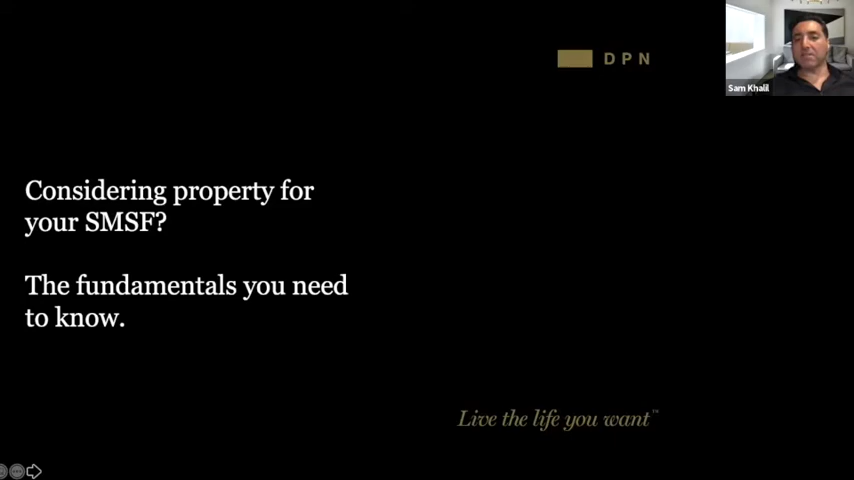 DPN
Sam Khalil
Considering property for
your SMSF?
The fundamentals you need
to know.
Live the life you want™